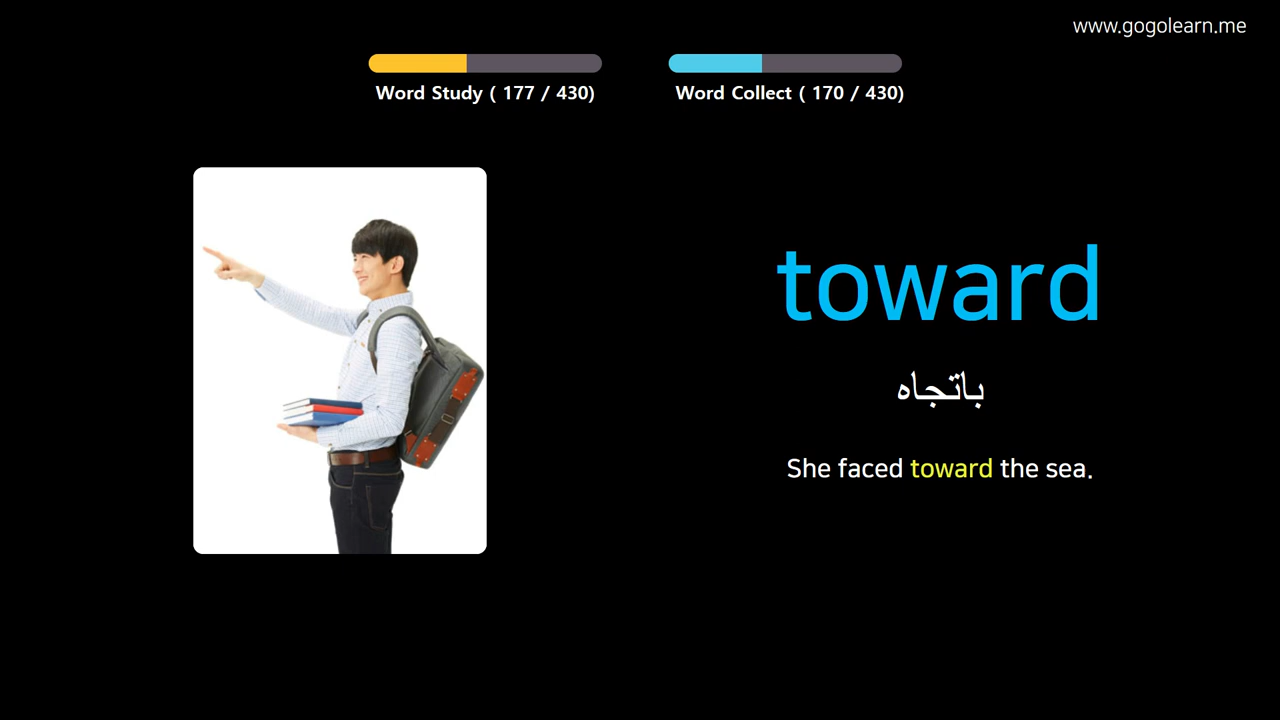 www.gogolearn.me
Word Study ( 177 / 430)
Word Collect ( 170 / 430)
toward
باتجاه
She faced toward the sea.